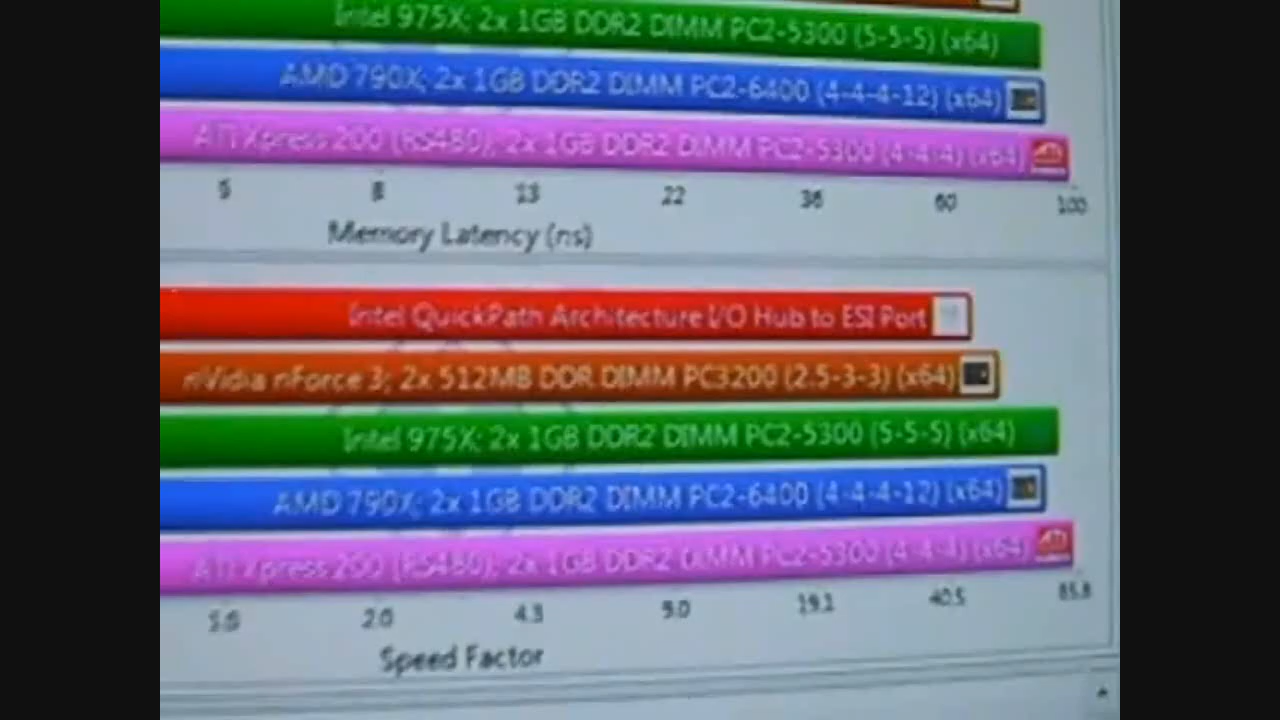 Intel 975X; 2x 1GB DDR2 DIMM PC2-5300 (5-5-5) (x64)
AMD 790X; 2x 1GB DDR2 DIMM PC2-6400 (4-4-4-12) (x64)
ATI Xpress 200 (RS480); 2x 1GB DDR2 DIMM PC2-5300 (4-4-4) (x64) ATI
5 8 13 22 36 60 100
Memory Latency (ns)
Intel QuickPath Architecture I/O Hub to ESI Port
nVidia nForce 3; 2x 512MB DDR DIMM PC3200 (2.5-3-3) (x64)
Intel 975X; 2x 1GB DDR2 DIMM PC2-5300 (5-5-5) (x64)
AMD 790X; 2x 1GB DDR2 DIMM PC2-6400 (4-4-4-12) (x64)
ATI Xpress 200 (RS480); 2x 1GB DDR2 DIMM PC2-5300 (4-4-4) (x64) ATI
2.0 4.3 9.0 19.1 40.5 85.8
Speed Factor